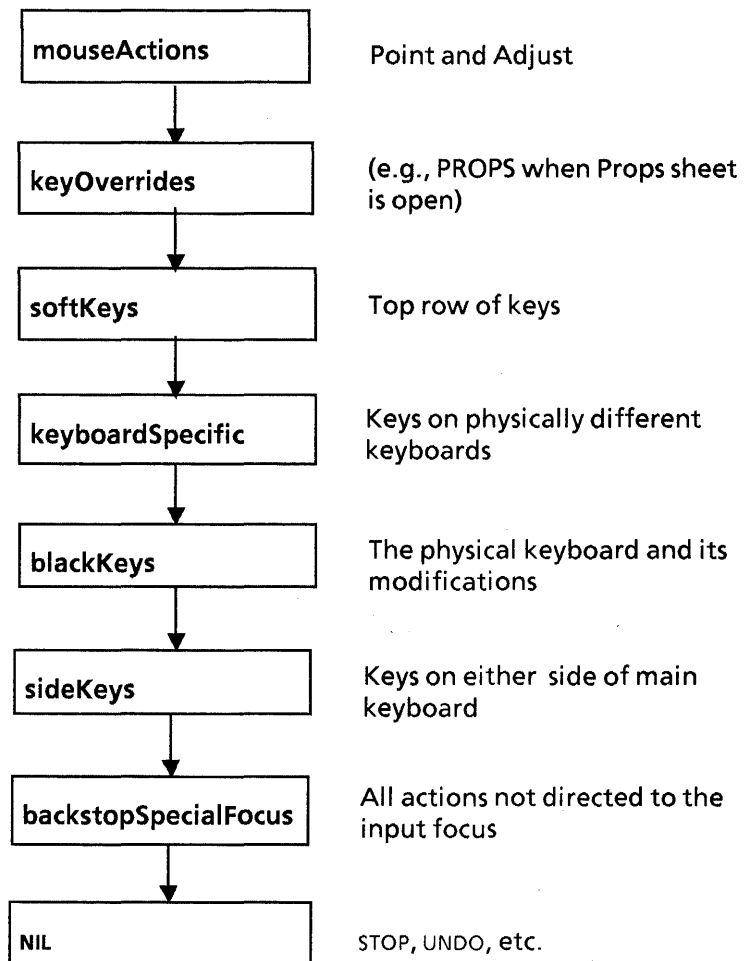 mouseActions
Point and Adjust
keyOverrides
(e.g., PROPS when Props sheet
is open)
softKeys
Top row of keys
keyboardSpecific
Keys on physically different
keyboards
blackKeys
The physical keyboard and its
modifications
sideKeys
Keys on either side of main
keyboard
backstopSpecialFocus
All actions not directed to the
input focus
NIL
STOP, UNDO, etc.